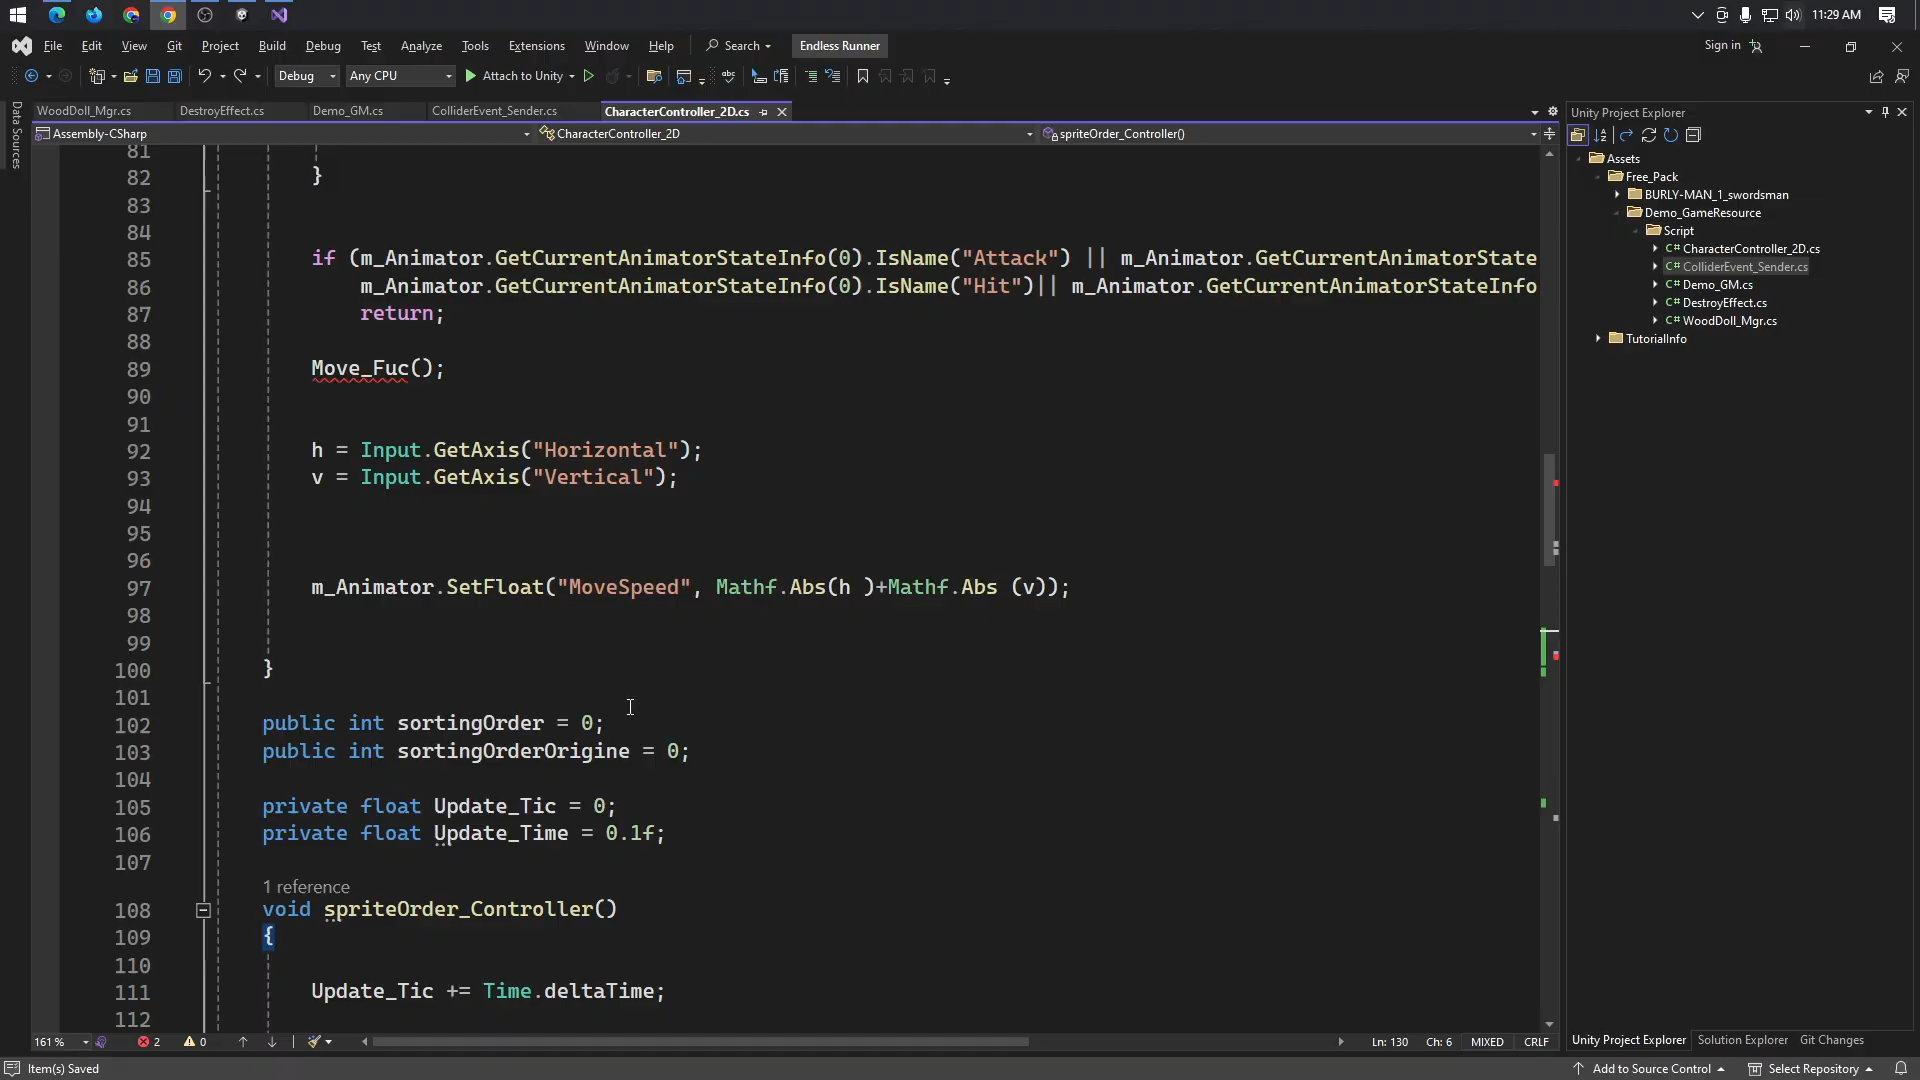 11:29 AM
File Edit View Git Project Build Debug Test Analyze Tools Extensions Window Help Search Endless Runner Sign in
Debug Any CPU Attach to Unity
WoodDoll_Mgr.cs DestroyEffect.cs Demo_GM.cs ColliderEvent_Sender.cs CharacterController_2D.cs
Assembly-CSharp CharacterController_2D spriteOrder_Controller()
Data Sources
81
82 }
83
84
85 if (m_Animator.GetCurrentAnimatorStateInfo(0).IsName("Attack") || m_Animator.GetCurrentAnimatorState
86 m_Animator.GetCurrentAnimatorStateInfo(0).IsName("Hit")|| m_Animator.GetCurrentAnimatorStateInfo
87 return;
88
89 Move_Fuc();
90
91
92 h = Input.GetAxis("Horizontal");
93 v = Input.GetAxis("Vertical");
94
95
96
97 m_Animator.SetFloat("MoveSpeed", Mathf.Abs(h )+Mathf.Abs (v));
98
99
100 }
101
102 public int sortingOrder = 0;
103 public int sortingOrderOrigine = 0;
104
105 private float Update_Tic = 0;
106 private float Update_Time = 0.1f;
107
1 reference
108 void spriteOrder_Controller()
109 {
110
111 Update_Tic += Time.deltaTime;
112
Unity Project Explorer
Assets
Free_Pack
BURLY-MAN_1_swordsman
Demo_GameResource
Script
C# CharacterController_2D.cs
C# ColliderEvent_Sender.cs
C# Demo_GM.cs
C# DestroyEffect.cs
C# WoodDoll_Mgr.cs
TutorialInfo
161 % 2 0 Ln: 130 Ch: 6 MIXED CRLF
Unity Project Explorer Solution Explorer Git Changes
Item(s) Saved Add to Source Control Select Repository